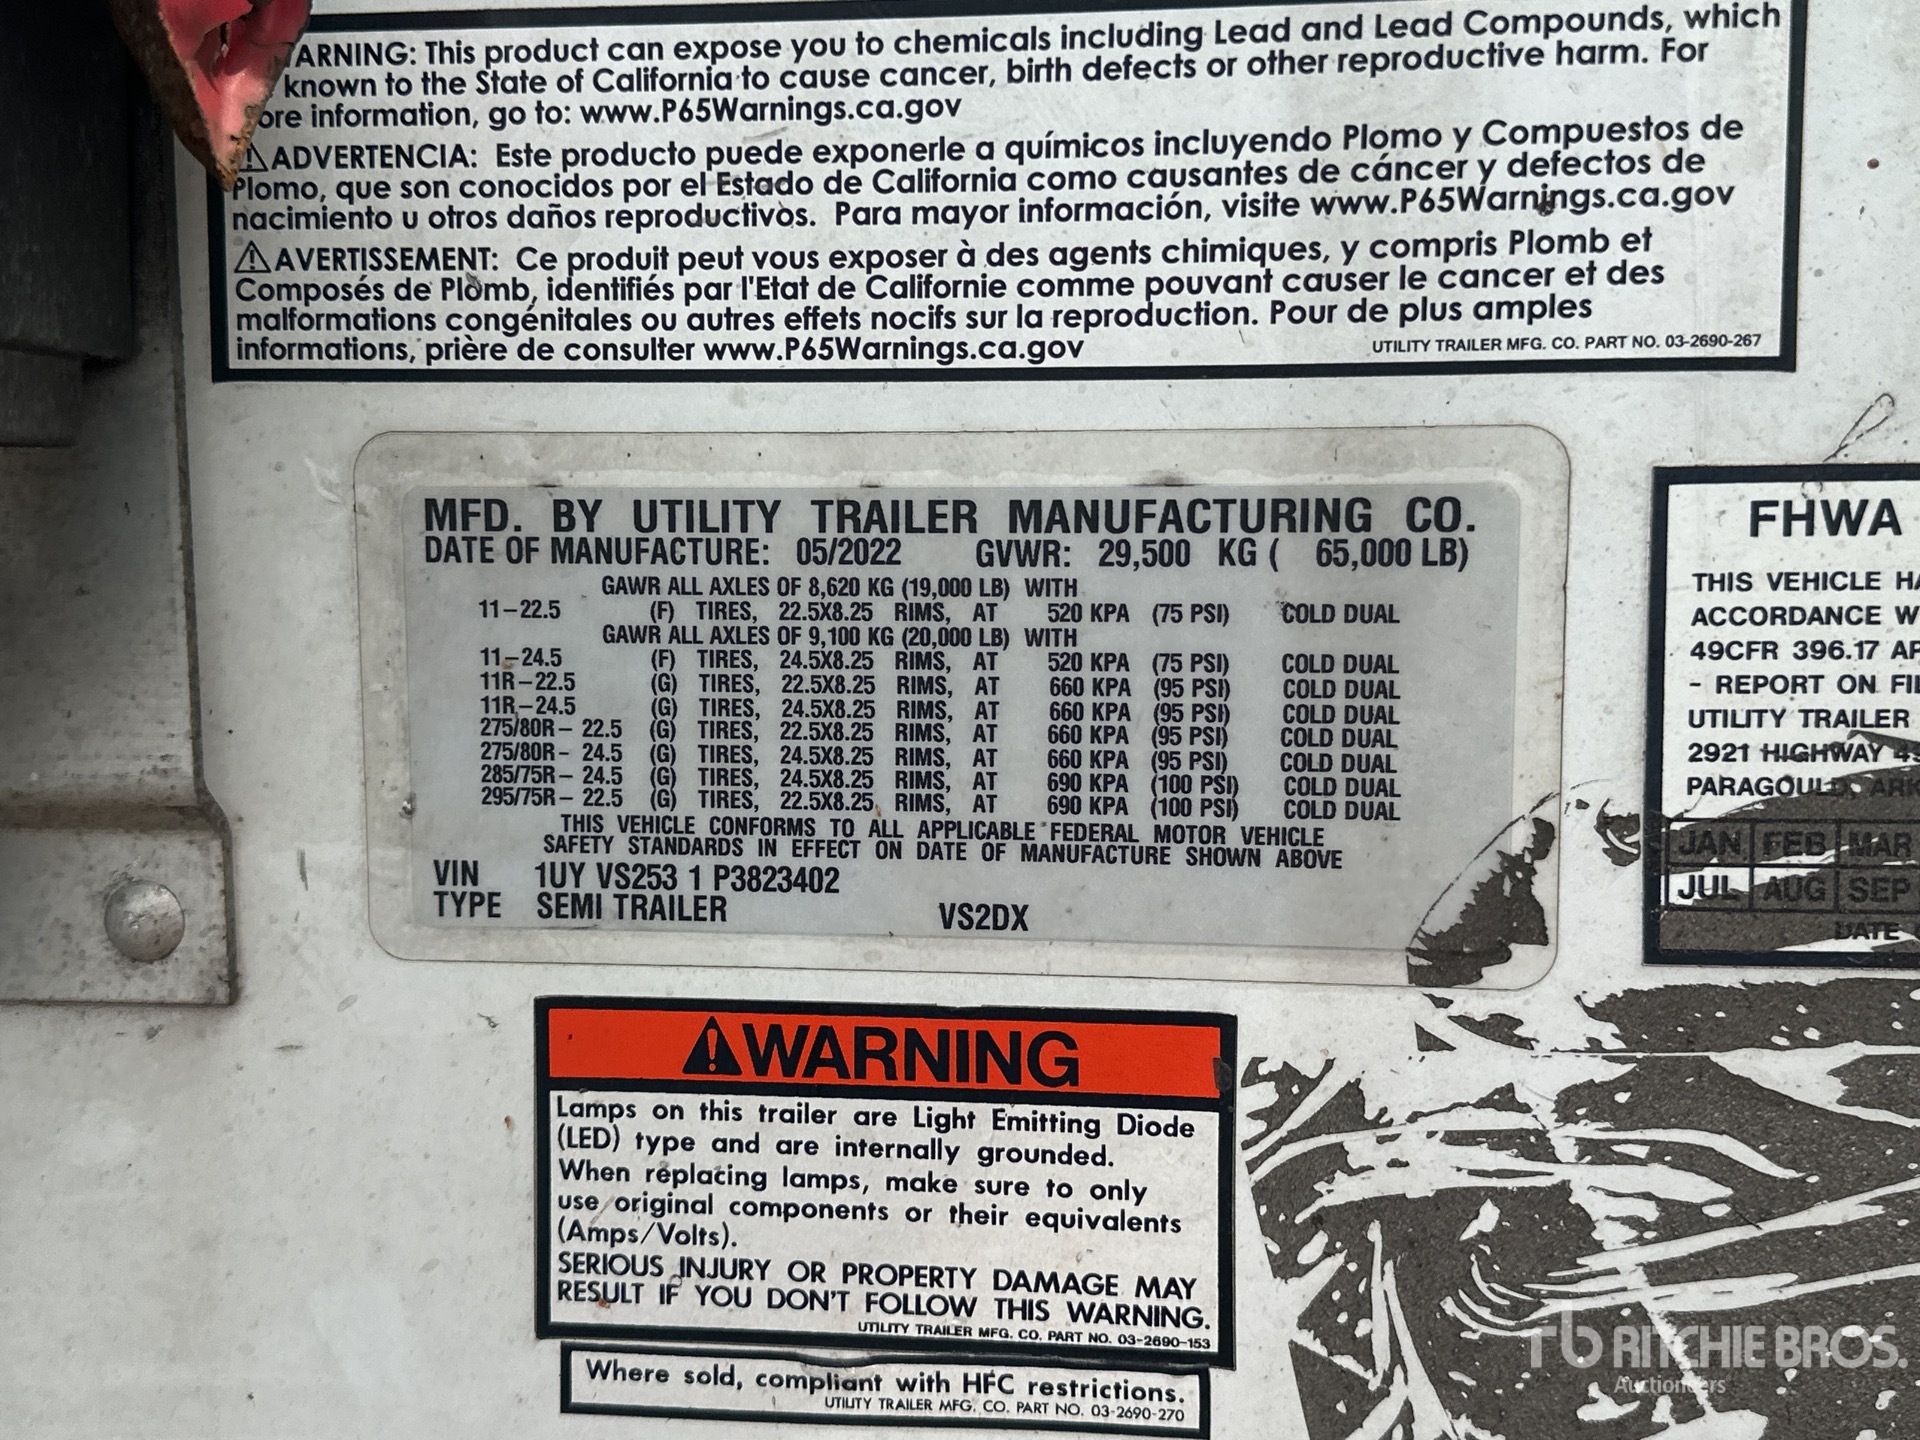 ARNING: This product can expose you to chemicals including Lead and Lead Compounds, which
known to the State of California to cause cancer, birth defects or other reproductive harm. For
ore information, go to: www.P65Warnings.ca.gov
⚠ADVERTENCIA: Este producto puede exponerle a químicos incluyendo Plomo y Compuestos de
Plomo, que son conocidos por el Estado de California como causantes de cáncer y defectos de
nacimiento u otros daños reproductivos. Para mayor información, visite www.P65Warnings.ca.gov
⚠AVERTISSEMENT: Ce produit peut vous exposer à des agents chimiques, y compris Plomb et
Composés de Plomb, identifiés par l'Etat de Californie comme pouvant causer le cancer et des
malformations congénitales ou autres effets nocifs sur la reproduction. Pour de plus amples
informations, prière de consulter www.P65Warnings.ca.gov
UTILITY TRAILER MFG. CO. PART NO. 03-2690-267
MFD. BY UTILITY TRAILER MANUFACTURING CO.
DATE OF MANUFACTURE: 05/2022 GVWR: 29,500 KG ( 65,000 LB)
GAWR ALL AXLES OF 8,620 KG (19,000 LB) WITH
11-22.5 (F) TIRES, 22.5X8.25 RIMS, AT 520 KPA (75 PSI) COLD DUAL
GAWR ALL AXLES OF 9,100 KG (20,000 LB) WITH
11-24.5 (F) TIRES, 24.5X8.25 RIMS, AT 520 KPA (75 PSI) COLD DUAL
11R-22.5 (G) TIRES, 22.5X8.25 RIMS, AT 660 KPA (95 PSI) COLD DUAL
11R-24.5 (G) TIRES, 24.5X8.25 RIMS, AT 660 KPA (95 PSI) COLD DUAL
275/80R- 22.5 (G) TIRES, 22.5X8.25 RIMS, AT 660 KPA (95 PSI) COLD DUAL
275/80R- 24.5 (G) TIRES, 24.5X8.25 RIMS, AT 660 KPA (95 PSI) COLD DUAL
285/75R- 24.5 (G) TIRES, 24.5X8.25 RIMS, AT 690 KPA (100 PSI) COLD DUAL
295/75R- 22.5 (G) TIRES, 22.5X8.25 RIMS, AT 690 KPA (100 PSI) COLD DUAL
THIS VEHICLE CONFORMS TO ALL APPLICABLE FEDERAL MOTOR VEHICLE
SAFETY STANDARDS IN EFFECT ON DATE OF MANUFACTURE SHOWN ABOVE
VIN 1UY VS253 1 P3823402
TYPE SEMI TRAILER VS2DX
FHWA
THIS VEHICLE HA
ACCORDANCE W
49CFR 396.17 AP
- REPORT ON FIL
UTILITY TRAILER
2921 HIGHWAY 49
PARAGOULD, ARK
JAN FEB MAR
JUL AUG SEP
DATE
⚠WARNING
Lamps on this trailer are Light Emitting Diode
(LED) type and are internally grounded.
When replacing lamps, make sure to only
use original components or their equivalents
(Amps/Volts).
SERIOUS INJURY OR PROPERTY DAMAGE MAY
RESULT IF YOU DON'T FOLLOW THIS WARNING.
UTILITY TRAILER MFG. CO. PART NO. 03-2690-153
Where sold, compliant with HFC restrictions.
UTILITY TRAILER MFG. CO. PART NO. 03-2690-270
rb RITCHIE BROS.
Auctioneers